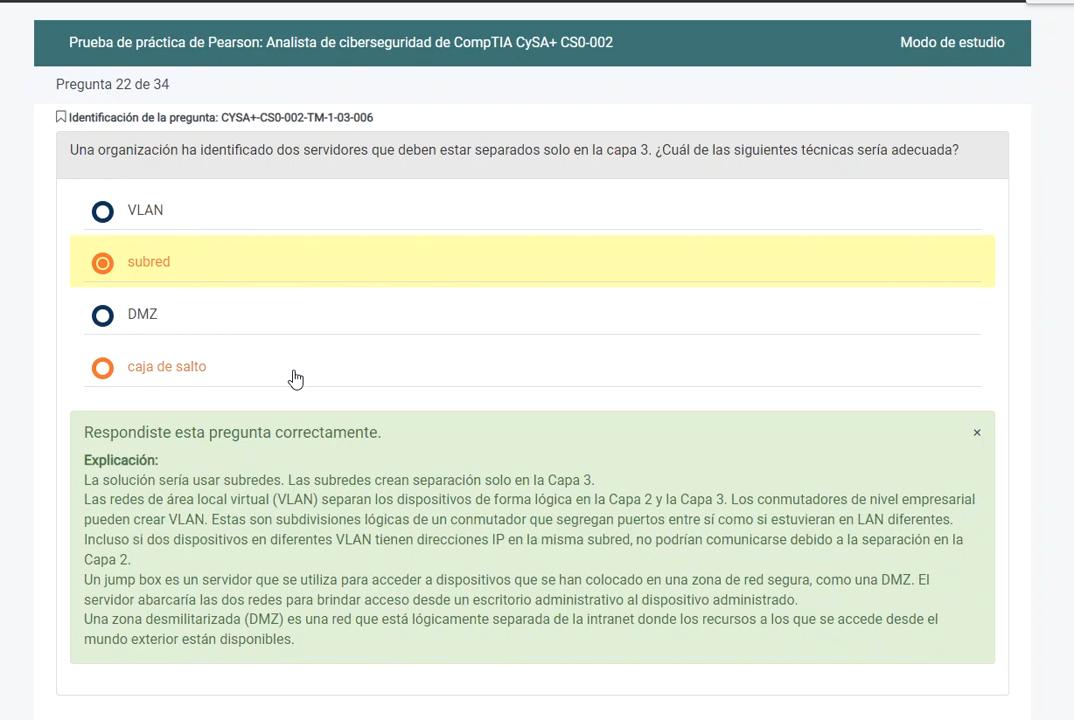 Prueba de práctica de Pearson: Analista de ciberseguridad de CompTIA CySA+ CS0-002
Modo de estudio
Pregunta 22 de 34
Identificación de la pregunta: CYSA+-CS0-002-TM-1-03-006
Una organización ha identificado dos servidores que deben estar separados solo en la capa 3. ¿Cuál de las siguientes técnicas sería adecuada?
VLAN
subred
DMZ
caja de salto
Respondiste esta pregunta correctamente.
×
Explicación:
La solución sería usar subredes. Las subredes crean separación solo en la Capa 3.
Las redes de área local virtual (VLAN) separan los dispositivos de forma lógica en la Capa 2 y la Capa 3. Los conmutadores de nivel empresarial
pueden crear VLAN. Estas son subdivisiones lógicas de un conmutador que segregan puertos entre sí como si estuvieran en LAN diferentes.
Incluso si dos dispositivos en diferentes VLAN tienen direcciones IP en la misma subred, no podrían comunicarse debido a la separación en la
Capa 2.
Un jump box es un servidor que se utiliza para acceder a dispositivos que se han colocado en una zona de red segura, como una DMZ. El
servidor abarcaría las dos redes para brindar acceso desde un escritorio administrativo al dispositivo administrado.
Una zona desmilitarizada (DMZ) es una red que está lógicamente separada de la intranet donde los recursos a los que se accede desde el
mundo exterior están disponibles.